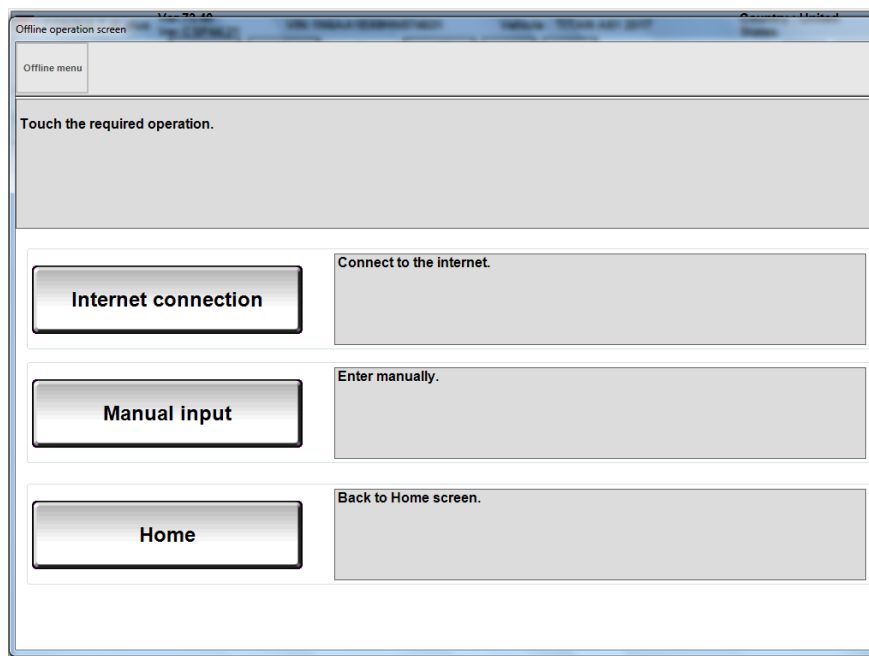 Offline operation screen
Offline menu
Touch the required operation.
Internet connection
Connect to the internet.
Manual input
Enter manually.
Home
Back to Home screen.